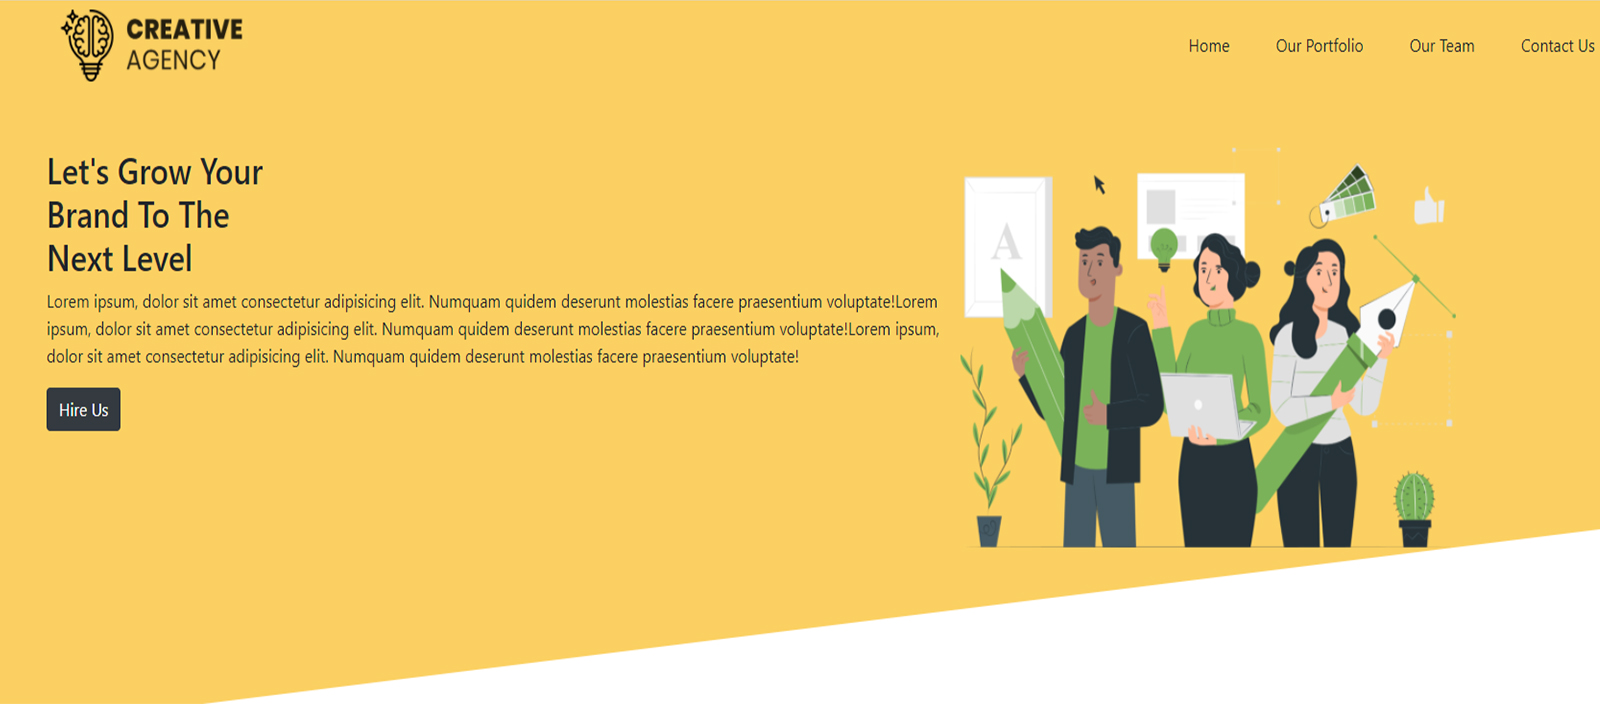 CREATIVE
AGENCY
Home Our Portfolio Our Team Contact Us
Let's Grow Your
Brand To The
Next Level
Lorem ipsum, dolor sit amet consectetur adipisicing elit. Numquam quidem deserunt molestias facere praesentium voluptate!Lorem
ipsum, dolor sit amet consectetur adipisicing elit. Numquam quidem deserunt molestias facere praesentium voluptate!Lorem ipsum,
dolor sit amet consectetur adipisicing elit. Numquam quidem deserunt molestias facere praesentium voluptate!
Hire Us
A